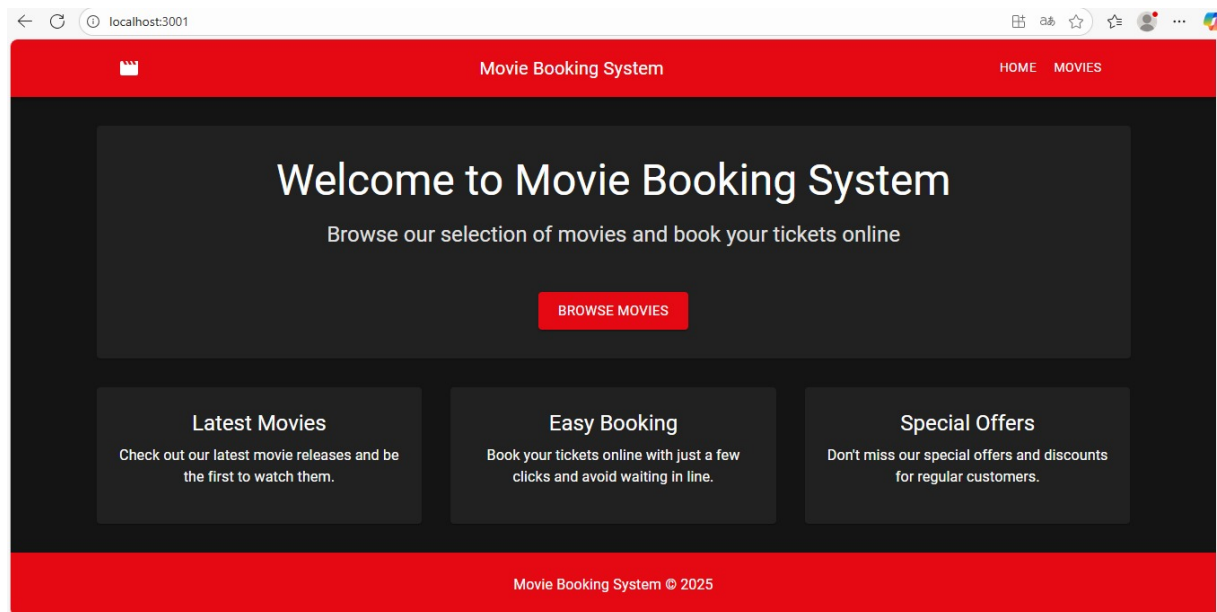 localhost:3001
Movie Booking System
HOME MOVIES
Welcome to Movie Booking System
Browse our selection of movies and book your tickets online
BROWSE MOVIES
Latest Movies
Check out our latest movie releases and be
the first to watch them.
Easy Booking
Book your tickets online with just a few
clicks and avoid waiting in line.
Special Offers
Don't miss our special offers and discounts
for regular customers.
Movie Booking System © 2025